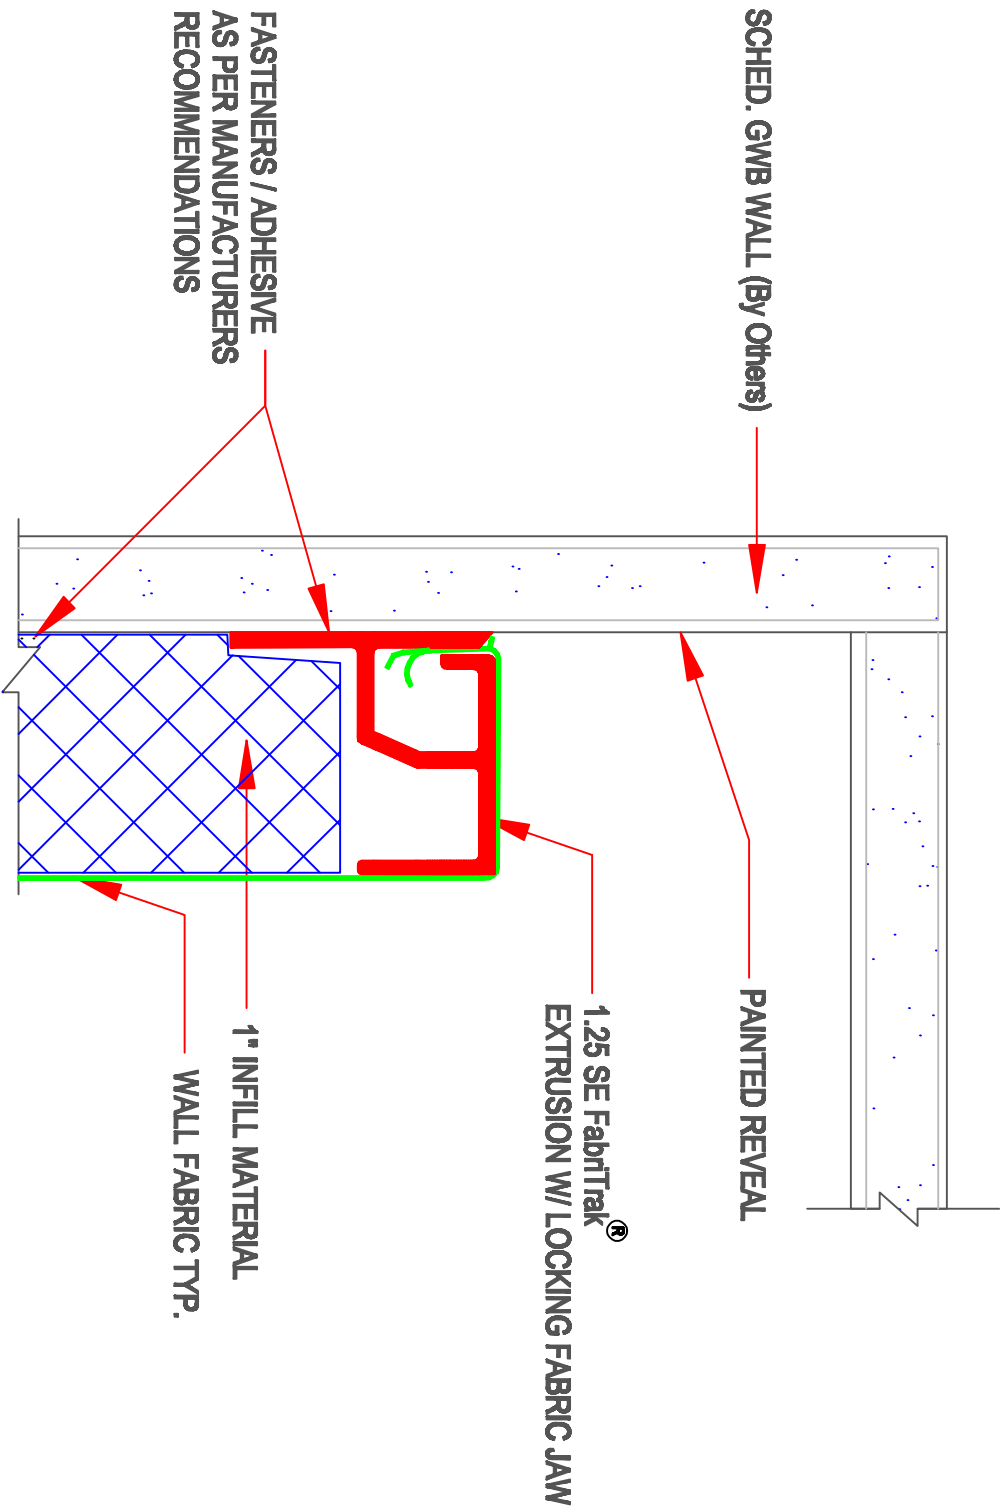 SCHED. GWB WALL (By Others)
FASTENERS / ADHESIVE
AS PER MANUFACTURERS
RECOMMENDATIONS
PAINTED REVEAL
1.25 SE FabriTrak®
EXTRUSION W/ LOCKING FABRIC JAW
1" INFILL MATERIAL
WALL FABRIC TYP.